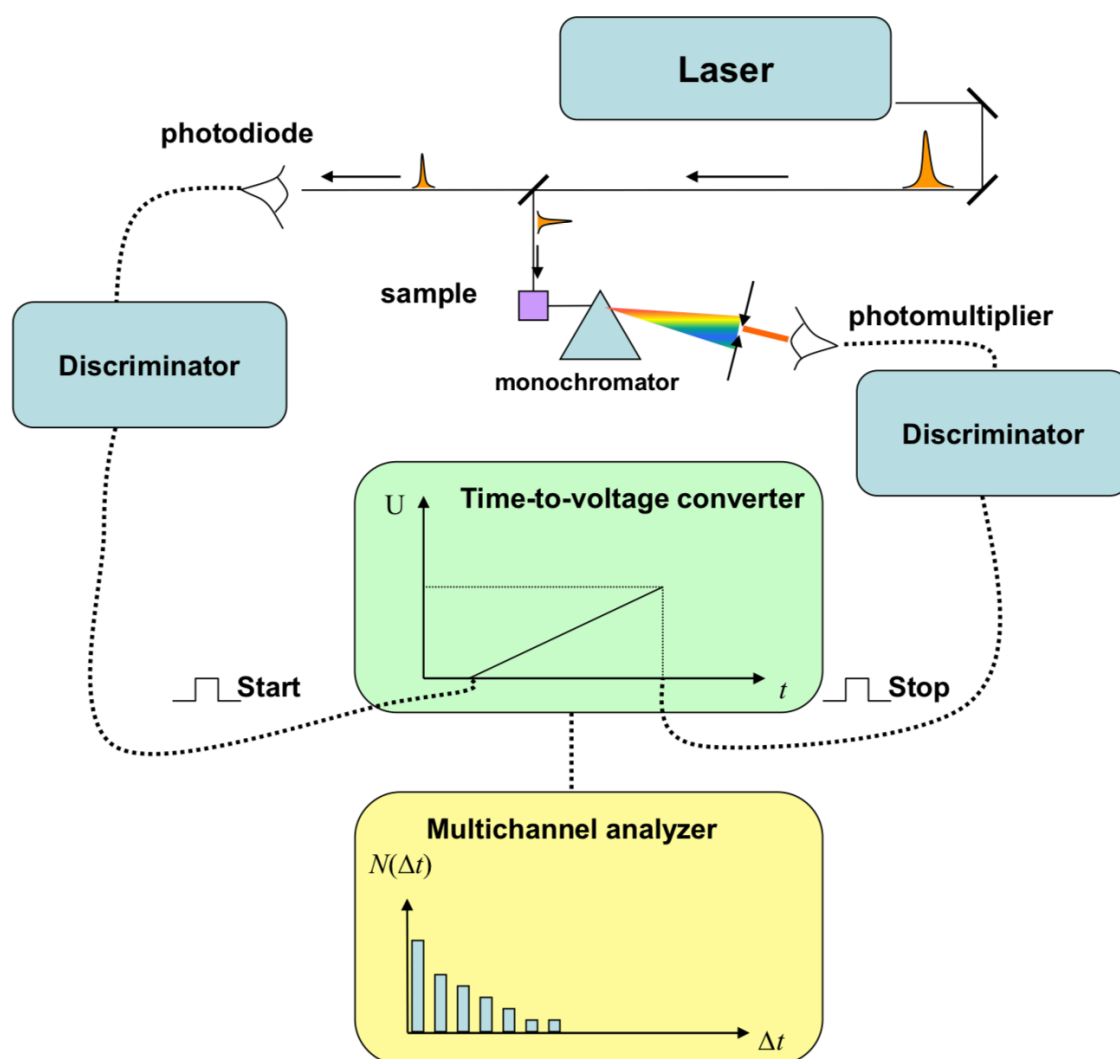 Laser
photodiode
sample
photomultiplier
monochromator
Discriminator
Discriminator
U
Time-to-voltage converter
t
Start
Stop
Multichannel analyzer
N(Δt)
Δt